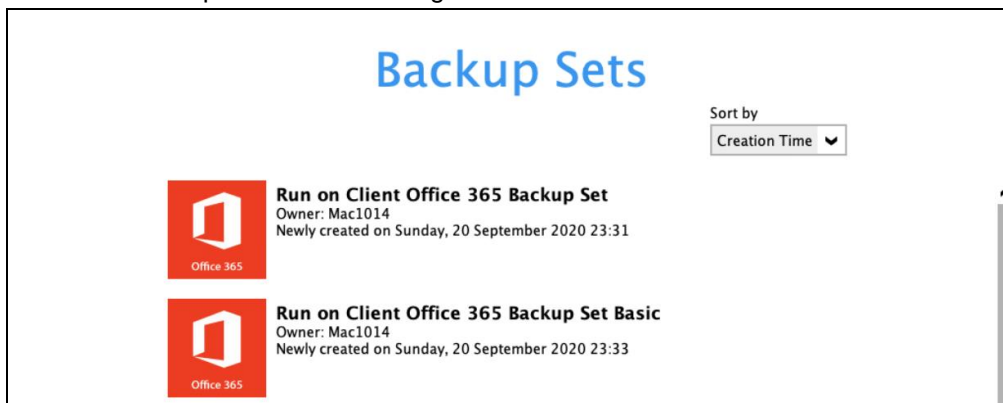 Backup Sets
Sort by
Creation Time
Run on Client Office 365 Backup Set
Owner: Mac1014
Newly created on Sunday, 20 September 2020 23:31
Office 365
Run on Client Office 365 Backup Set Basic
Owner: Mac1014
Newly created on Sunday, 20 September 2020 23:33
Office 365